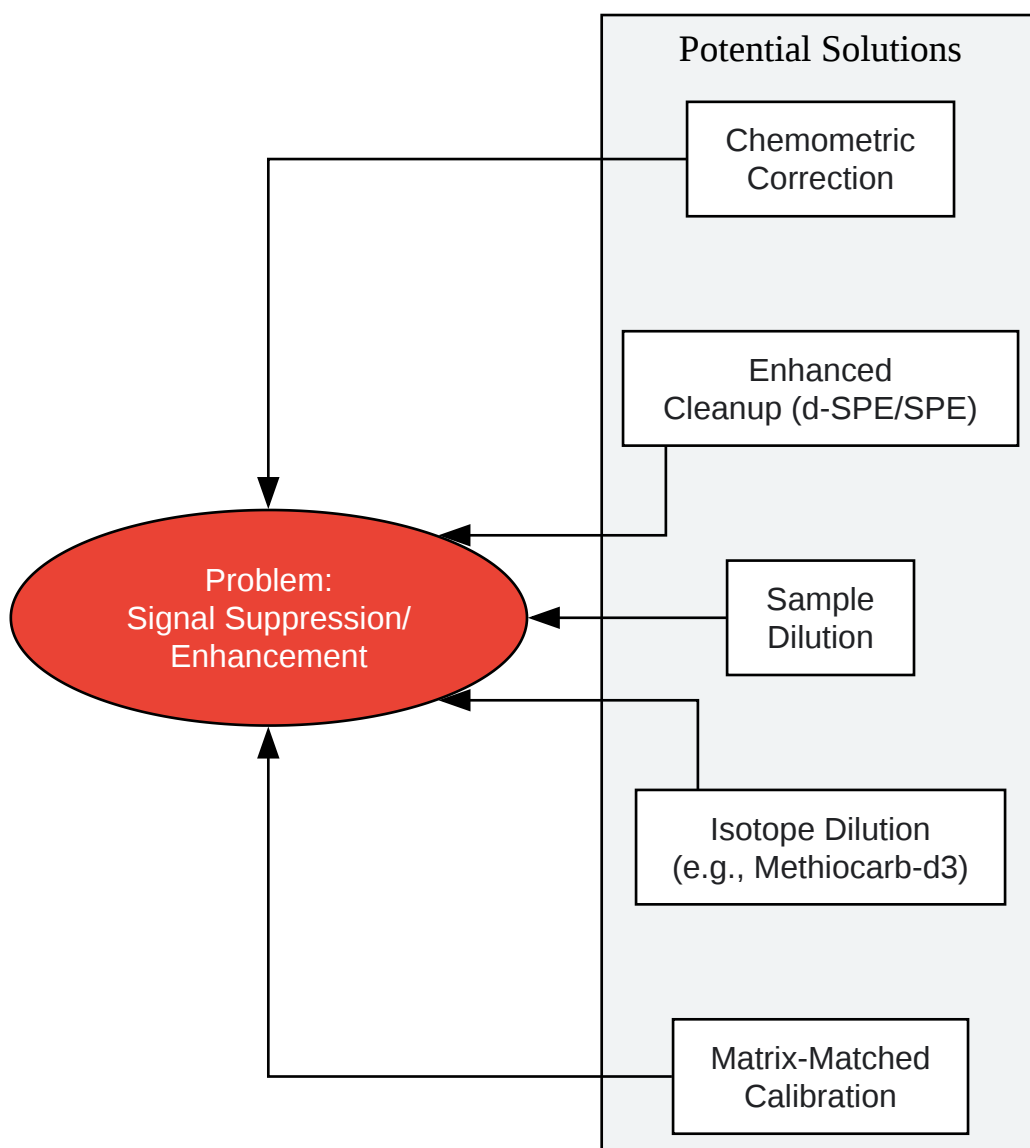 Potential Solutions
Chemometric
Correction
Enhanced
Cleanup (d-SPE/SPE)
Problem:
Signal Suppression/
Enhancement
Sample
Dilution
Isotope Dilution
(e.g., Methiocarb-d3)
Matrix-Matched
Calibration